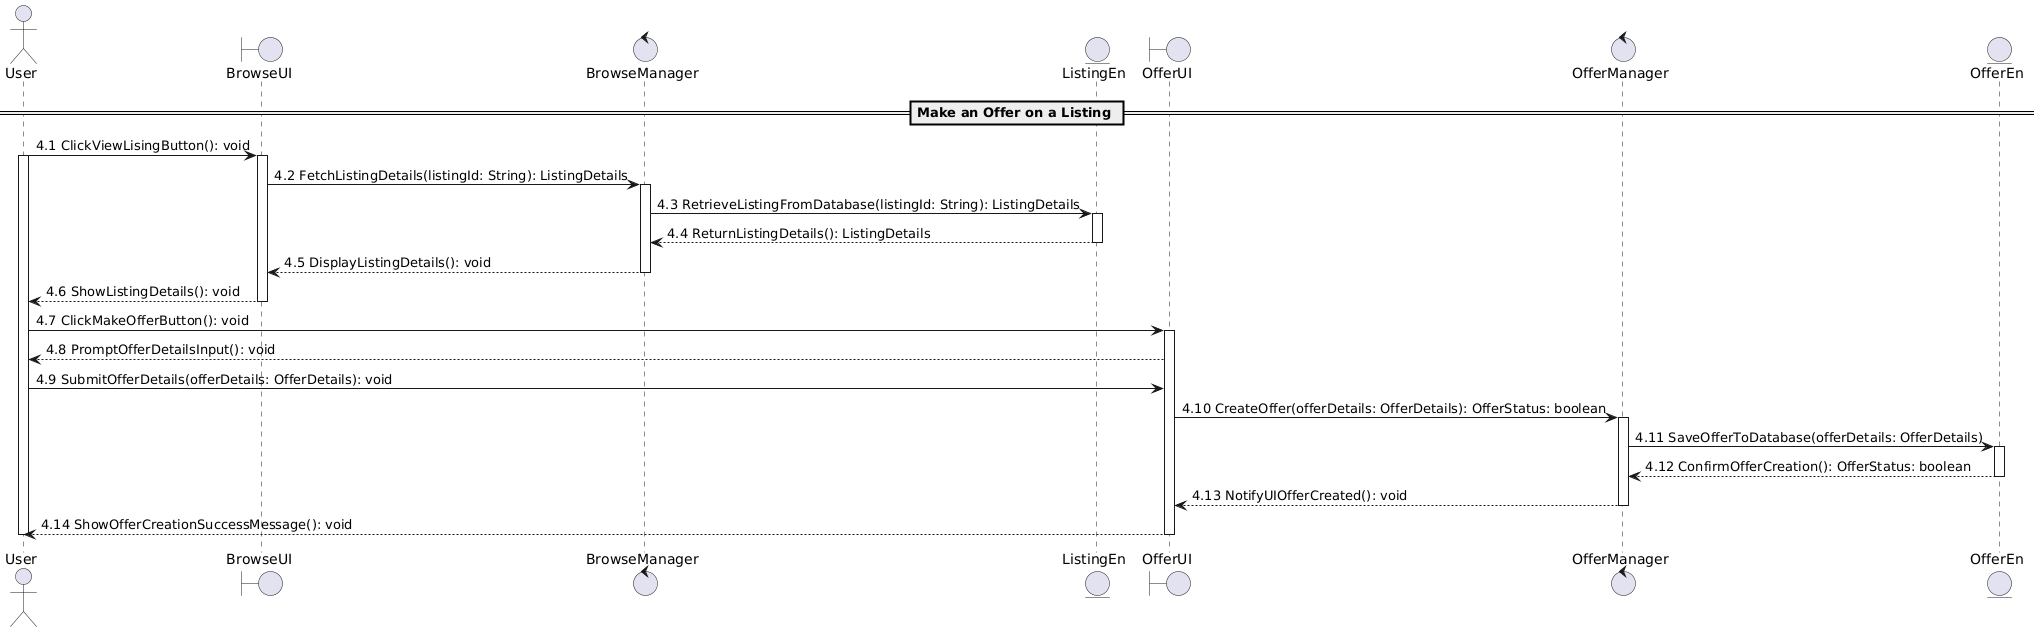 User
BrowseUI
BrowseManager
ListingEn
OfferUI
OfferManager
OfferEn
Make an Offer on a Listing
4.1 ClickViewLisingButton(): void
4.2 FetchListingDetails(listingId: String): ListingDetails
4.3 RetrieveListingFromDatabase(listingId: String): ListingDetails
4.4 ReturnListingDetails(): ListingDetails
4.5 DisplayListingDetails(): void
4.6 ShowListingDetails(): void
4.7 ClickMakeOfferButton(): void
4.8 PromptOfferDetailsInput(): void
4.9 SubmitOfferDetails(offerDetails: OfferDetails): void
4.10 CreateOffer(offerDetails: OfferDetails): OfferStatus: boolean
4.11 SaveOfferToDatabase(offerDetails: OfferDetails)
4.12 ConfirmOfferCreation(): OfferStatus: boolean
4.13 NotifyUIOfferCreated(): void
4.14 ShowOfferCreationSuccessMessage(): void
User
BrowseUI
BrowseManager
ListingEn
OfferUI
OfferManager
OfferEn